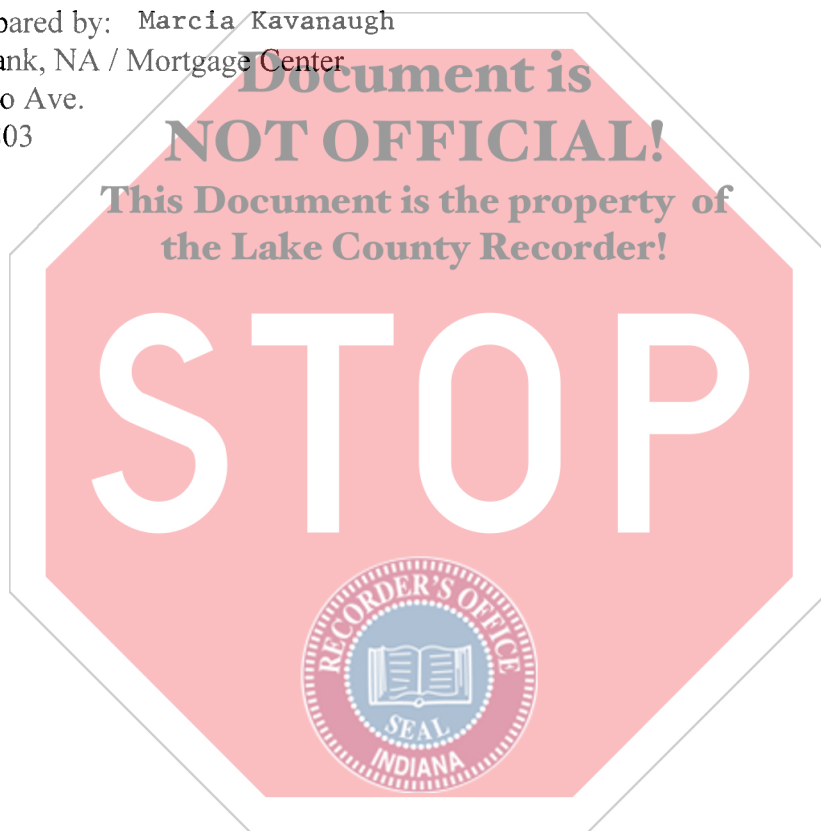 pared by: Marcia Kavanaugh
ank, NA / Mortgage Center
o Ave.
03
Document is
NOT OFFICIAL!
This Document is the property of
the Lake County Recorder!
STOP
RECORDER'S OFFICE
SEAL
INDIANA